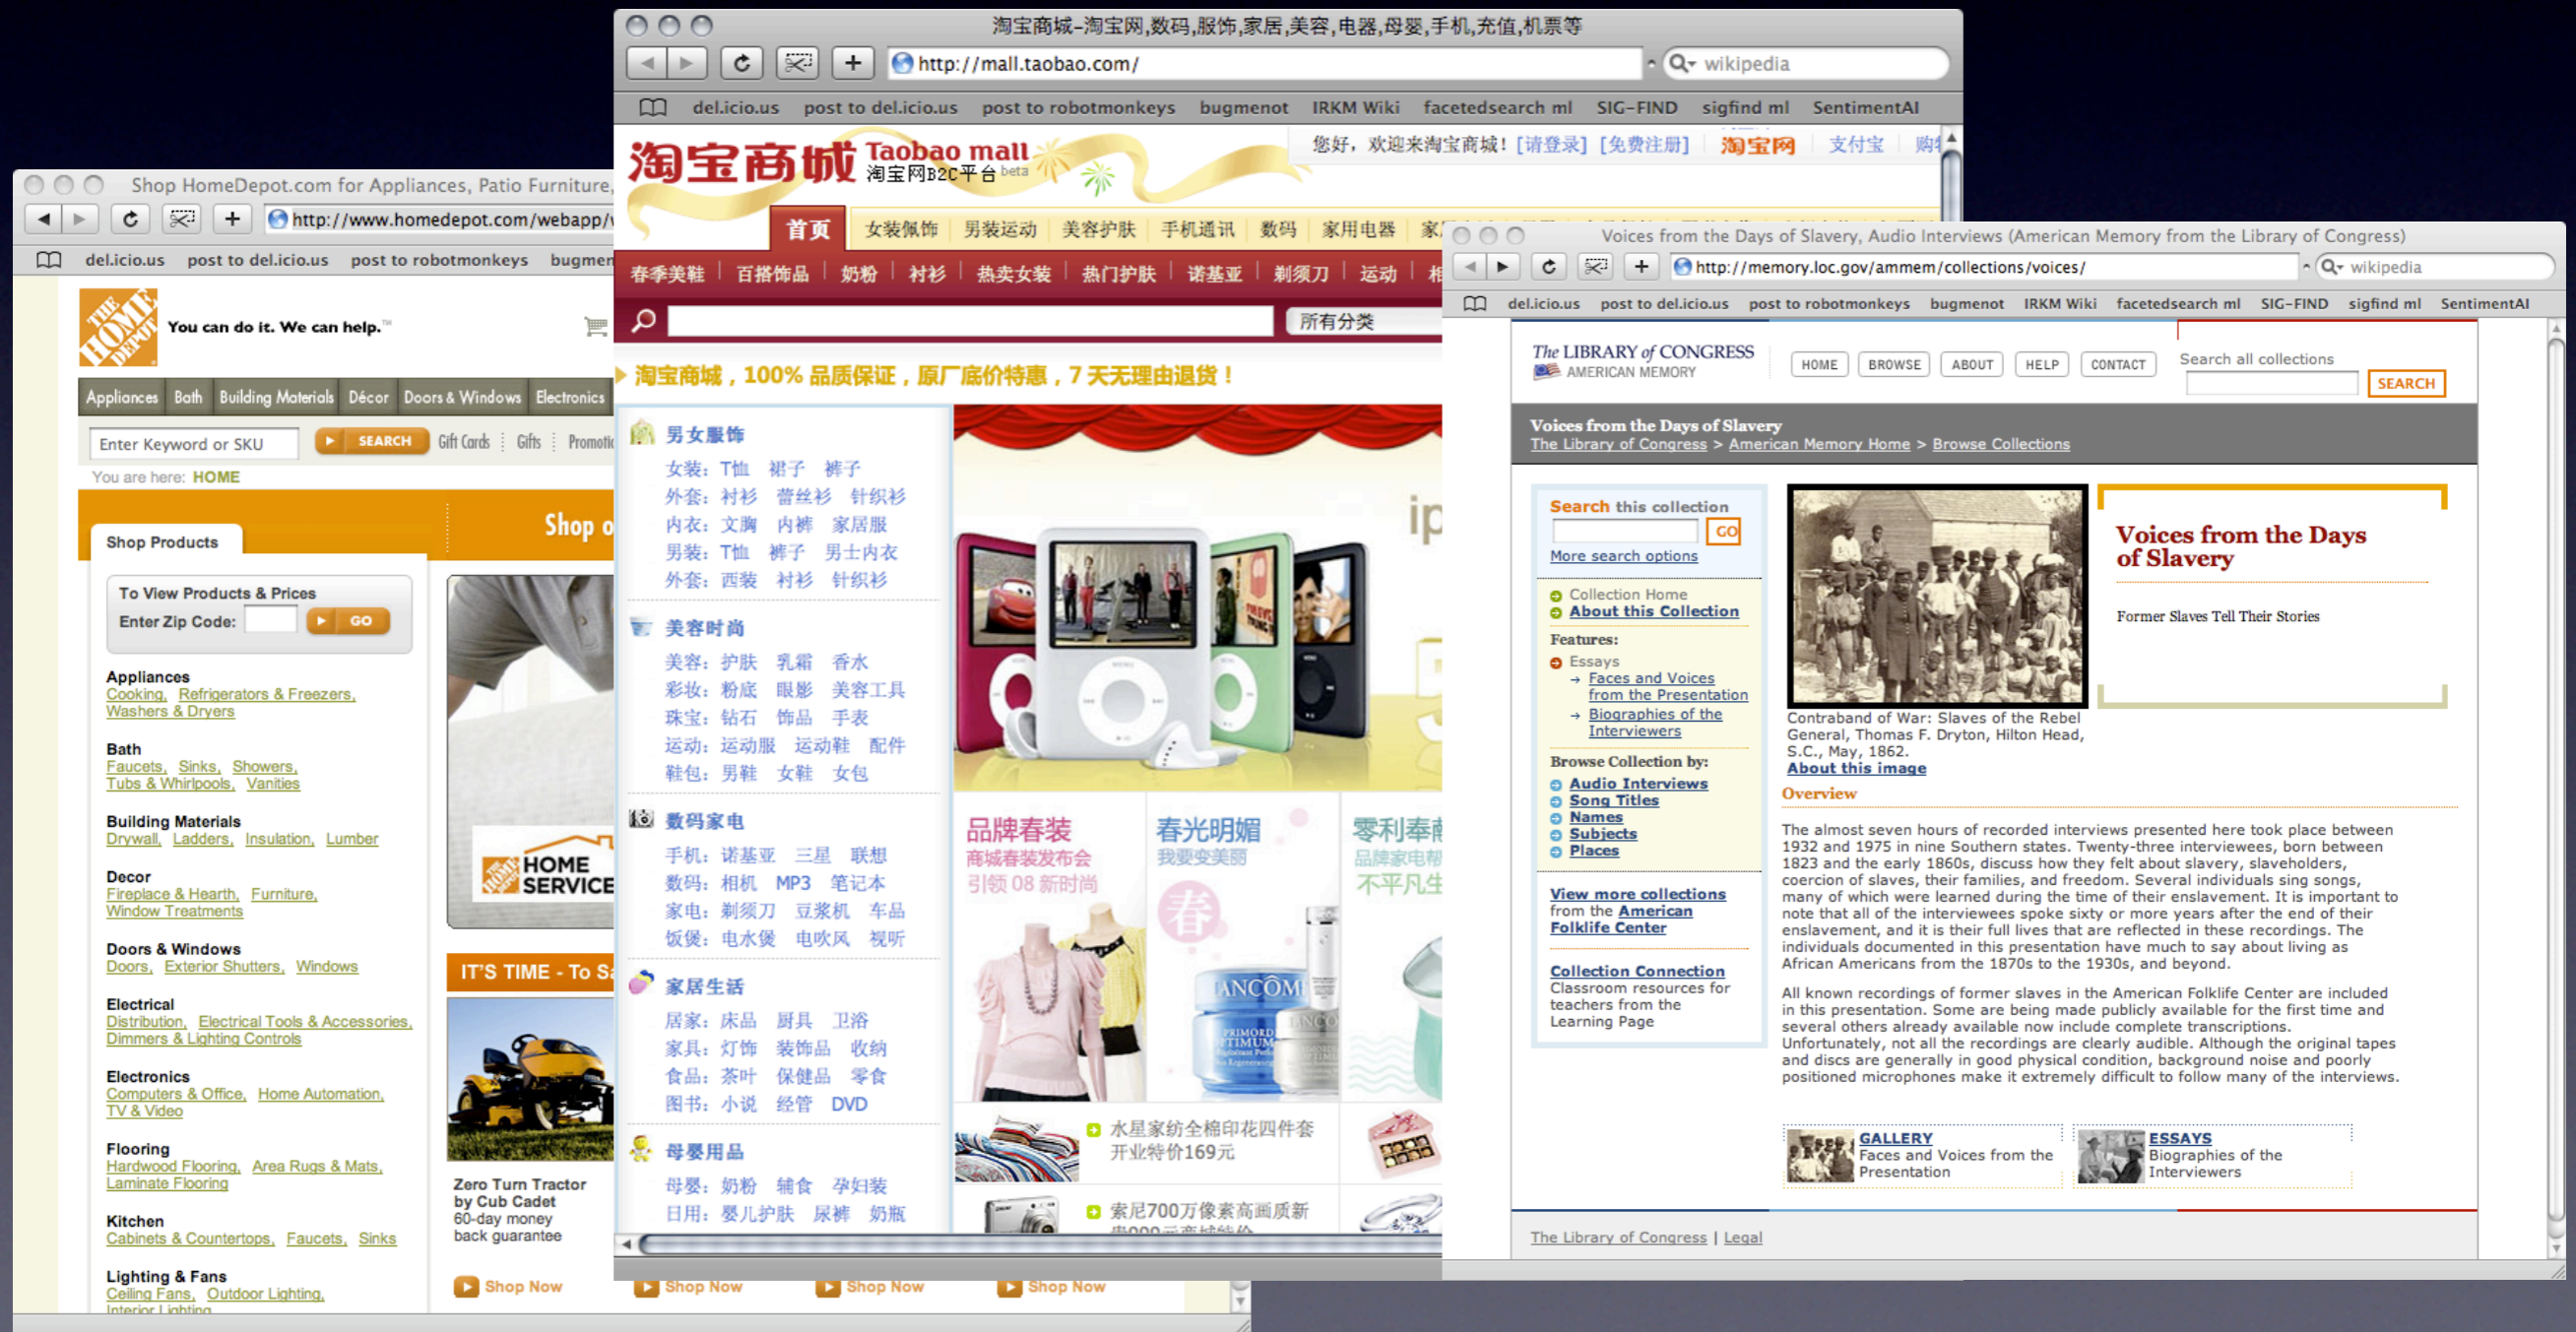 Shop HomeDepot.com for Appliances, Patio Furniture,
http://www.homedepot.com/webapp/
del.icio.us post to del.icio.us post to robotmonkeys
THE HOME DEPOT
You can do it. We can help.™
Appliances Bath Building Materials Décor Doors & Windows Electronics
Enter Keyword or SKU SEARCH Gift Cards Gifts
You are here: HOME
Shop
Shop Products
To View Products & Prices
Enter Zip Code: GO
Appliances
Cooking, Refrigerators & Freezers,
Washers & Dryers
Bath
Faucets, Sinks, Showers,
Tubs & Whirlpools, Vanities
Building Materials
Drywall, Ladders, Insulation, Lumber
Decor
Fireplace & Hearth, Furniture,
Window Treatments
Doors & Windows
Doors, Exterior Shutters, Windows
Electrical
Distribution, Electrical Tools & Accessories,
Dimmers & Lighting Controls
Electronics
Computers & Office, Home Automation,
TV & Video
Flooring
Hardwood Flooring, Area Rugs & Mats,
Laminate Flooring
Kitchen
Cabinets & Countertops, Faucets, Sinks
Lighting & Fans
Ceiling Fans, Outdoor Lighting,
Interior Lighting
HOME
SERVICE
IT'S TIME - To
Zero Turn Tractor
by Cub Cadet
60-day money
back guarantee
Shop Now Shop Now Shop Now Shop Now
淘宝商城-淘宝网,数码,服饰,家居,美容,电器,母婴,手机,充值,机票等
http://mall.taobao.com/
wikipedia
del.icio.us post to del.icio.us post to robotmonkeys bugmenot IRKM Wiki facetedsearch ml SIG-FIND sigfind ml SentimentAI
淘宝商城 Taobao mall
淘宝网B2C平台 beta
您好，欢迎来淘宝商城！[请登录] [免费注册] 淘宝网 支付宝 购
首页 女装佩饰 男装运动 美容护肤 手机通讯 数码 家用电器 家
春季美鞋 百搭饰品 奶粉 衬衫 热卖女装 热门护肤 诺基亚 剃须刀 运动
所有分类
淘宝商城，100% 品质保证，原厂底价特惠，7 天无理由退货！
男女服饰
女装：T恤 裙子 裤子
外套：衬衫 蕾丝衫 针织衫
内衣：文胸 内裤 家居服
男装：T恤 裤子 男士内衣
外套：西装 衬衫 针织衫
美容时尚
美容：护肤 乳霜 香水
彩妆：粉底 眼影 美容工具
珠宝：钻石 饰品 手表
运动：运动服 运动鞋 配件
鞋包：男鞋 女鞋 女包
数码家电
手机：诺基亚 三星 联想
数码：相机 MP3 笔记本
家电：剃须刀 豆浆机 车品
饭煲：电水煲 电吹风 视听
家居生活
居家：床品 厨具 卫浴
家具：灯饰 装饰品 收纳
食品：茶叶 保健品 零食
图书：小说 经管 DVD
母婴用品
母婴：奶粉 辅食 孕妇装
日用：婴儿护肤 尿裤 奶瓶
ip
品牌春装
商城春装发布会
引领 08 新时尚
春光明媚
我要变美丽
春
LANCÔME
零利奉献
品牌家电帮
不平凡生
水星家纺全棉印花四件套
开业特价169元
索尼700万像素高画质新
Voices from the Days of Slavery, Audio Interviews (American Memory from the Library of Congress)
http://memory.loc.gov/ammem/collections/voices/
wikipedia
del.icio.us post to del.icio.us post to robotmonkeys bugmenot IRKM Wiki facetedsearch ml SIG-FIND sigfind ml SentimentAI
The LIBRARY of CONGRESS
AMERICAN MEMORY
HOME BROWSE ABOUT HELP CONTACT
Search all collections
SEARCH
Voices from the Days of Slavery
The Library of Congress > American Memory Home > Browse Collections
Search this collection
GO
More search options
Collection Home
About this Collection
Features:
Essays
→ Faces and Voices
from the Presentation
→ Biographies of the
Interviewers
Browse Collection by:
Audio Interviews
Song Titles
Names
Subjects
Places
View more collections
from the American
Folklife Center
Collection Connection
Classroom resources for
teachers from the
Learning Page
Contraband of War: Slaves of the Rebel
General, Thomas F. Dryton, Hilton Head,
S.C., May, 1862.
About this image
Voices from the Days
of Slavery
Former Slaves Tell Their Stories
Overview
The almost seven hours of recorded interviews presented here took place between
1932 and 1975 in nine Southern states. Twenty-three interviewees, born between
1823 and the early 1860s, discuss how they felt about slavery, slaveholders,
coercion of slaves, their families, and freedom. Several individuals sing songs,
many of which were learned during the time of their enslavement. It is important to
note that all of the interviewees spoke sixty or more years after the end of their
enslavement, and it is their full lives that are reflected in these recordings. The
individuals documented in this presentation have much to say about living as
African Americans from the 1870s to the 1930s, and beyond.
All known recordings of former slaves in the American Folklife Center are included
in this presentation. Some are being made publicly available for the first time and
several others already available now include complete transcriptions.
Unfortunately, not all the recordings are clearly audible. Although the original tapes
and discs are generally in good physical condition, background noise and poorly
positioned microphones make it extremely difficult to follow many of the interviews.
GALLERY
Faces and Voices from the
Presentation
ESSAYS
Biographies of the
Interviewers
The Library of Congress | Legal